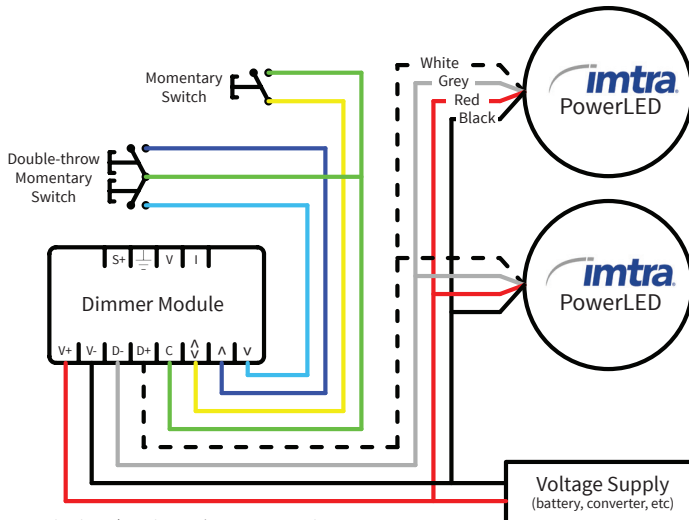 White
Grey
Red
Black
imtra
PowerLED
Momentary
Switch
Double-throw
Momentary
Switch
imtra
PowerLED
S+ V I
Dimmer Module
V+ V- D- D+ C ˄˅ ˄ ˅
Voltage Supply
(battery, converter, etc)